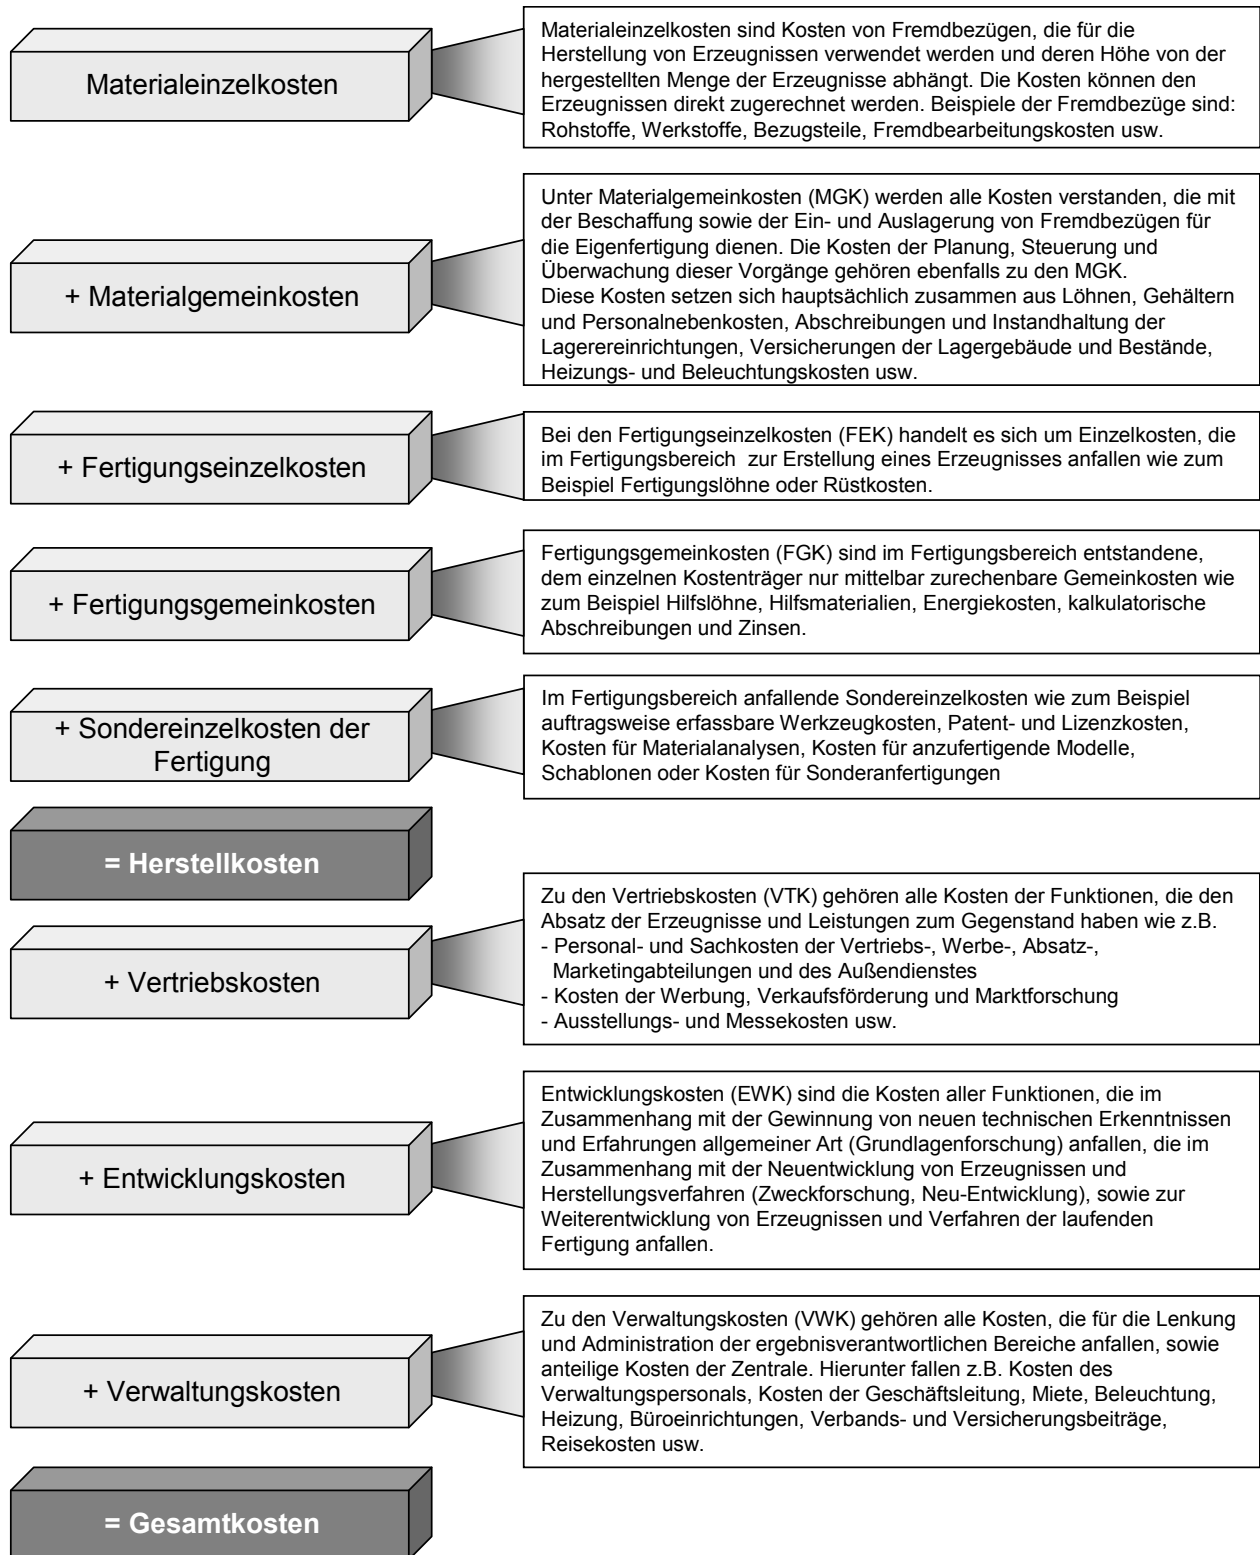 Materialeinzelkosten
Materialeinzelkosten sind Kosten von Fremdbezügen, die für die
Herstellung von Erzeugnissen verwendet werden und deren Höhe von der
hergestellten Menge der Erzeugnisse abhängt. Die Kosten können den
Erzeugnissen direkt zugerechnet werden. Beispiele der Fremdbezüge sind:
Rohstoffe, Werkstoffe, Bezugsteile, Fremdbearbeitungskosten usw.
+ Materialgemeinkosten
Unter Materialgemeinkosten (MGK) werden alle Kosten verstanden, die mit
der Beschaffung sowie der Ein- und Auslagerung von Fremdbezügen für
die Eigenfertigung dienen. Die Kosten der Planung, Steuerung und
Überwachung dieser Vorgänge gehören ebenfalls zu den MGK.
Diese Kosten setzen sich hauptsächlich zusammen aus Löhnen, Gehältern
und Personalnebenkosten, Abschreibungen und Instandhaltung der
Lagerereinrichtungen, Versicherungen der Lagergebäude und Bestände,
Heizungs- und Beleuchtungskosten usw.
+ Fertigungseinzelkosten
Bei den Fertigungseinzelkosten (FEK) handelt es sich um Einzelkosten, die
im Fertigungsbereich zur Erstellung eines Erzeugnisses anfallen wie zum
Beispiel Fertigungslöhne oder Rüstkosten.
+ Fertigungsgemeinkosten
Fertigungsgemeinkosten (FGK) sind im Fertigungsbereich entstandene,
dem einzelnen Kostenträger nur mittelbar zurechenbare Gemeinkosten wie
zum Beispiel Hilfslöhne, Hilfsmaterialien, Energiekosten, kalkulatorische
Abschreibungen und Zinsen.
+ Sondereinzelkosten der
Fertigung
Im Fertigungsbereich anfallende Sondereinzelkosten wie zum Beispiel
auftragsweise erfassbare Werkzeugkosten, Patent- und Lizenzkosten,
Kosten für Materialanalysen, Kosten für anzufertigende Modelle,
Schablonen oder Kosten für Sonderanfertigungen
= Herstellkosten
+ Vertriebskosten
Zu den Vertriebskosten (VTK) gehören alle Kosten der Funktionen, die den
Absatz der Erzeugnisse und Leistungen zum Gegenstand haben wie z.B.
- Personal- und Sachkosten der Vertriebs-, Werbe-, Absatz-,
Marketingabteilungen und des Außendienstes
- Kosten der Werbung, Verkaufsförderung und Marktforschung
- Ausstellungs- und Messekosten usw.
+ Entwicklungskosten
Entwicklungskosten (EWK) sind die Kosten aller Funktionen, die im
Zusammenhang mit der Gewinnung von neuen technischen Erkenntnissen
und Erfahrungen allgemeiner Art (Grundlagenforschung) anfallen, die im
Zusammenhang mit der Neuentwicklung von Erzeugnissen und
Herstellungsverfahren (Zweckforschung, Neu-Entwicklung), sowie zur
Weiterentwicklung von Erzeugnissen und Verfahren der laufenden
Fertigung anfallen.
+ Verwaltungskosten
Zu den Verwaltungskosten (VWK) gehören alle Kosten, die für die Lenkung
und Administration der ergebnisverantwortlichen Bereiche anfallen, sowie
anteilige Kosten der Zentrale. Hierunter fallen z.B. Kosten des
Verwaltungspersonals, Kosten der Geschäftsleitung, Miete, Beleuchtung,
Heizung, Büroeinrichtungen, Verbands- und Versicherungsbeiträge,
Reisekosten usw.
= Gesamtkosten